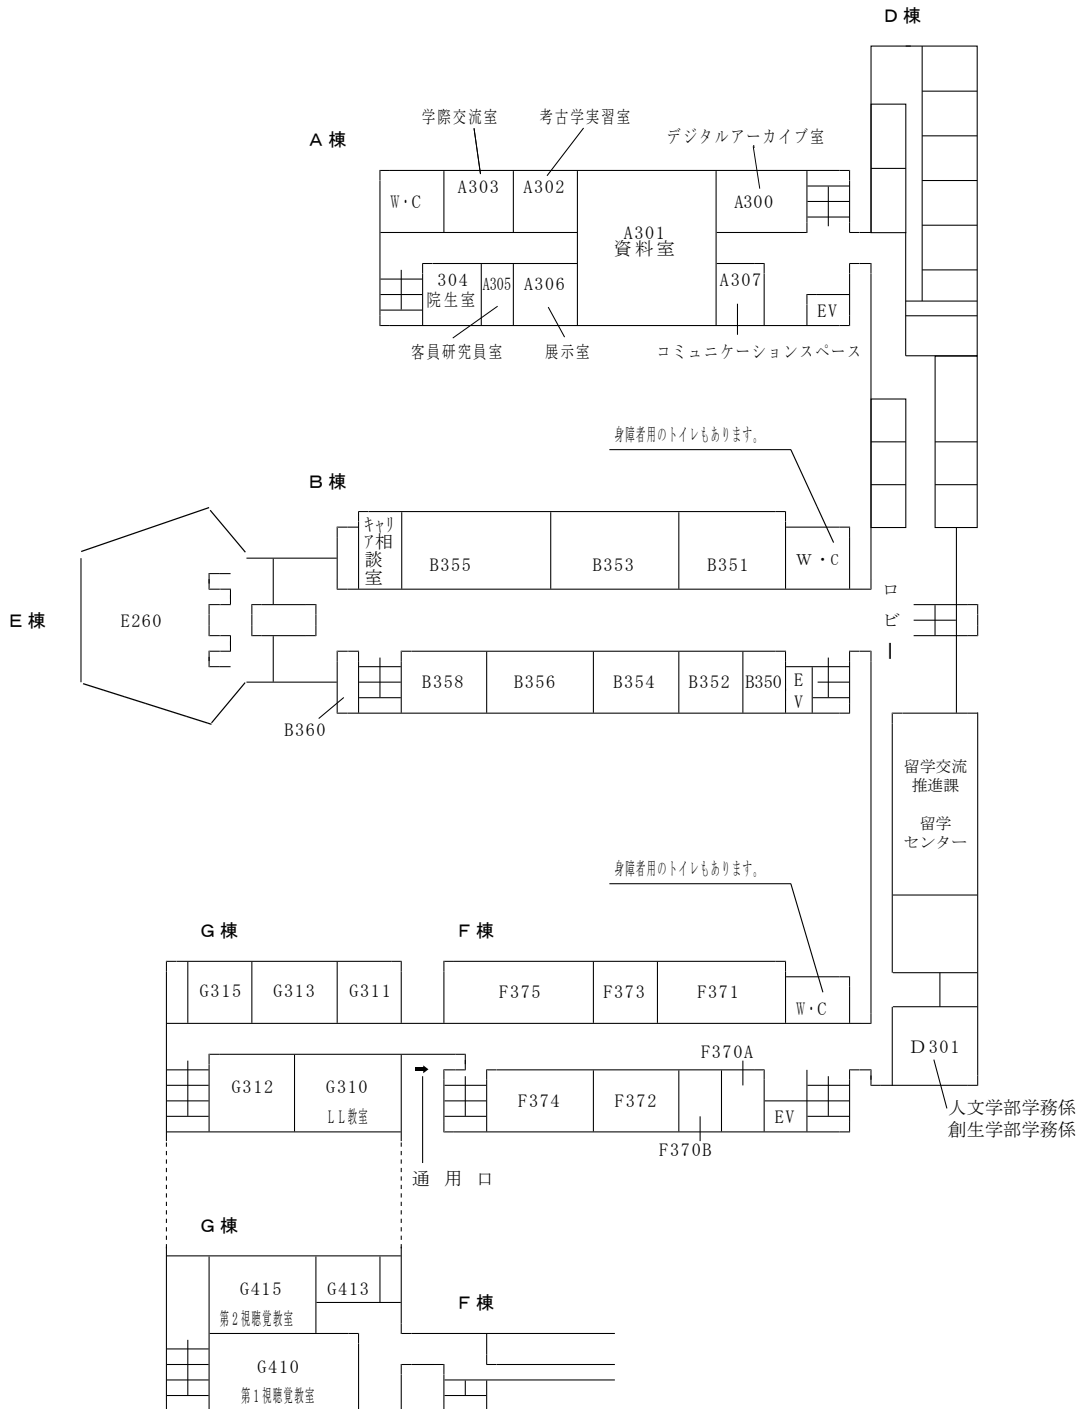 D棟
学際交流室
考古学実習室
デジタルアーカイブ室
A棟
W・C
A303
A302
A300
A301
資料室
304
院生室
A305
A306
A307
EV
客員研究員室
展示室
コミュニケーションスペース
身障者用のトイレもあります。
B棟
キャリ
ア相
談
室
B355
B353
B351
W・C
ロ
ビ
ー
E棟
E260
B358
B356
B354
B352
B350
E
V
B360
留学交流
推進課
留学
センター
身障者用のトイレもあります。
G棟
F棟
G315
G313
G311
F375
F373
F371
W・C
D301
F370A
G312
G310
LL教室
F374
F372
EV
F370B
人文学部学務係
創生学部学務係
通用口
G棟
G415
第2視聴覚教室
G413
F棟
G410
第1視聴覚教室